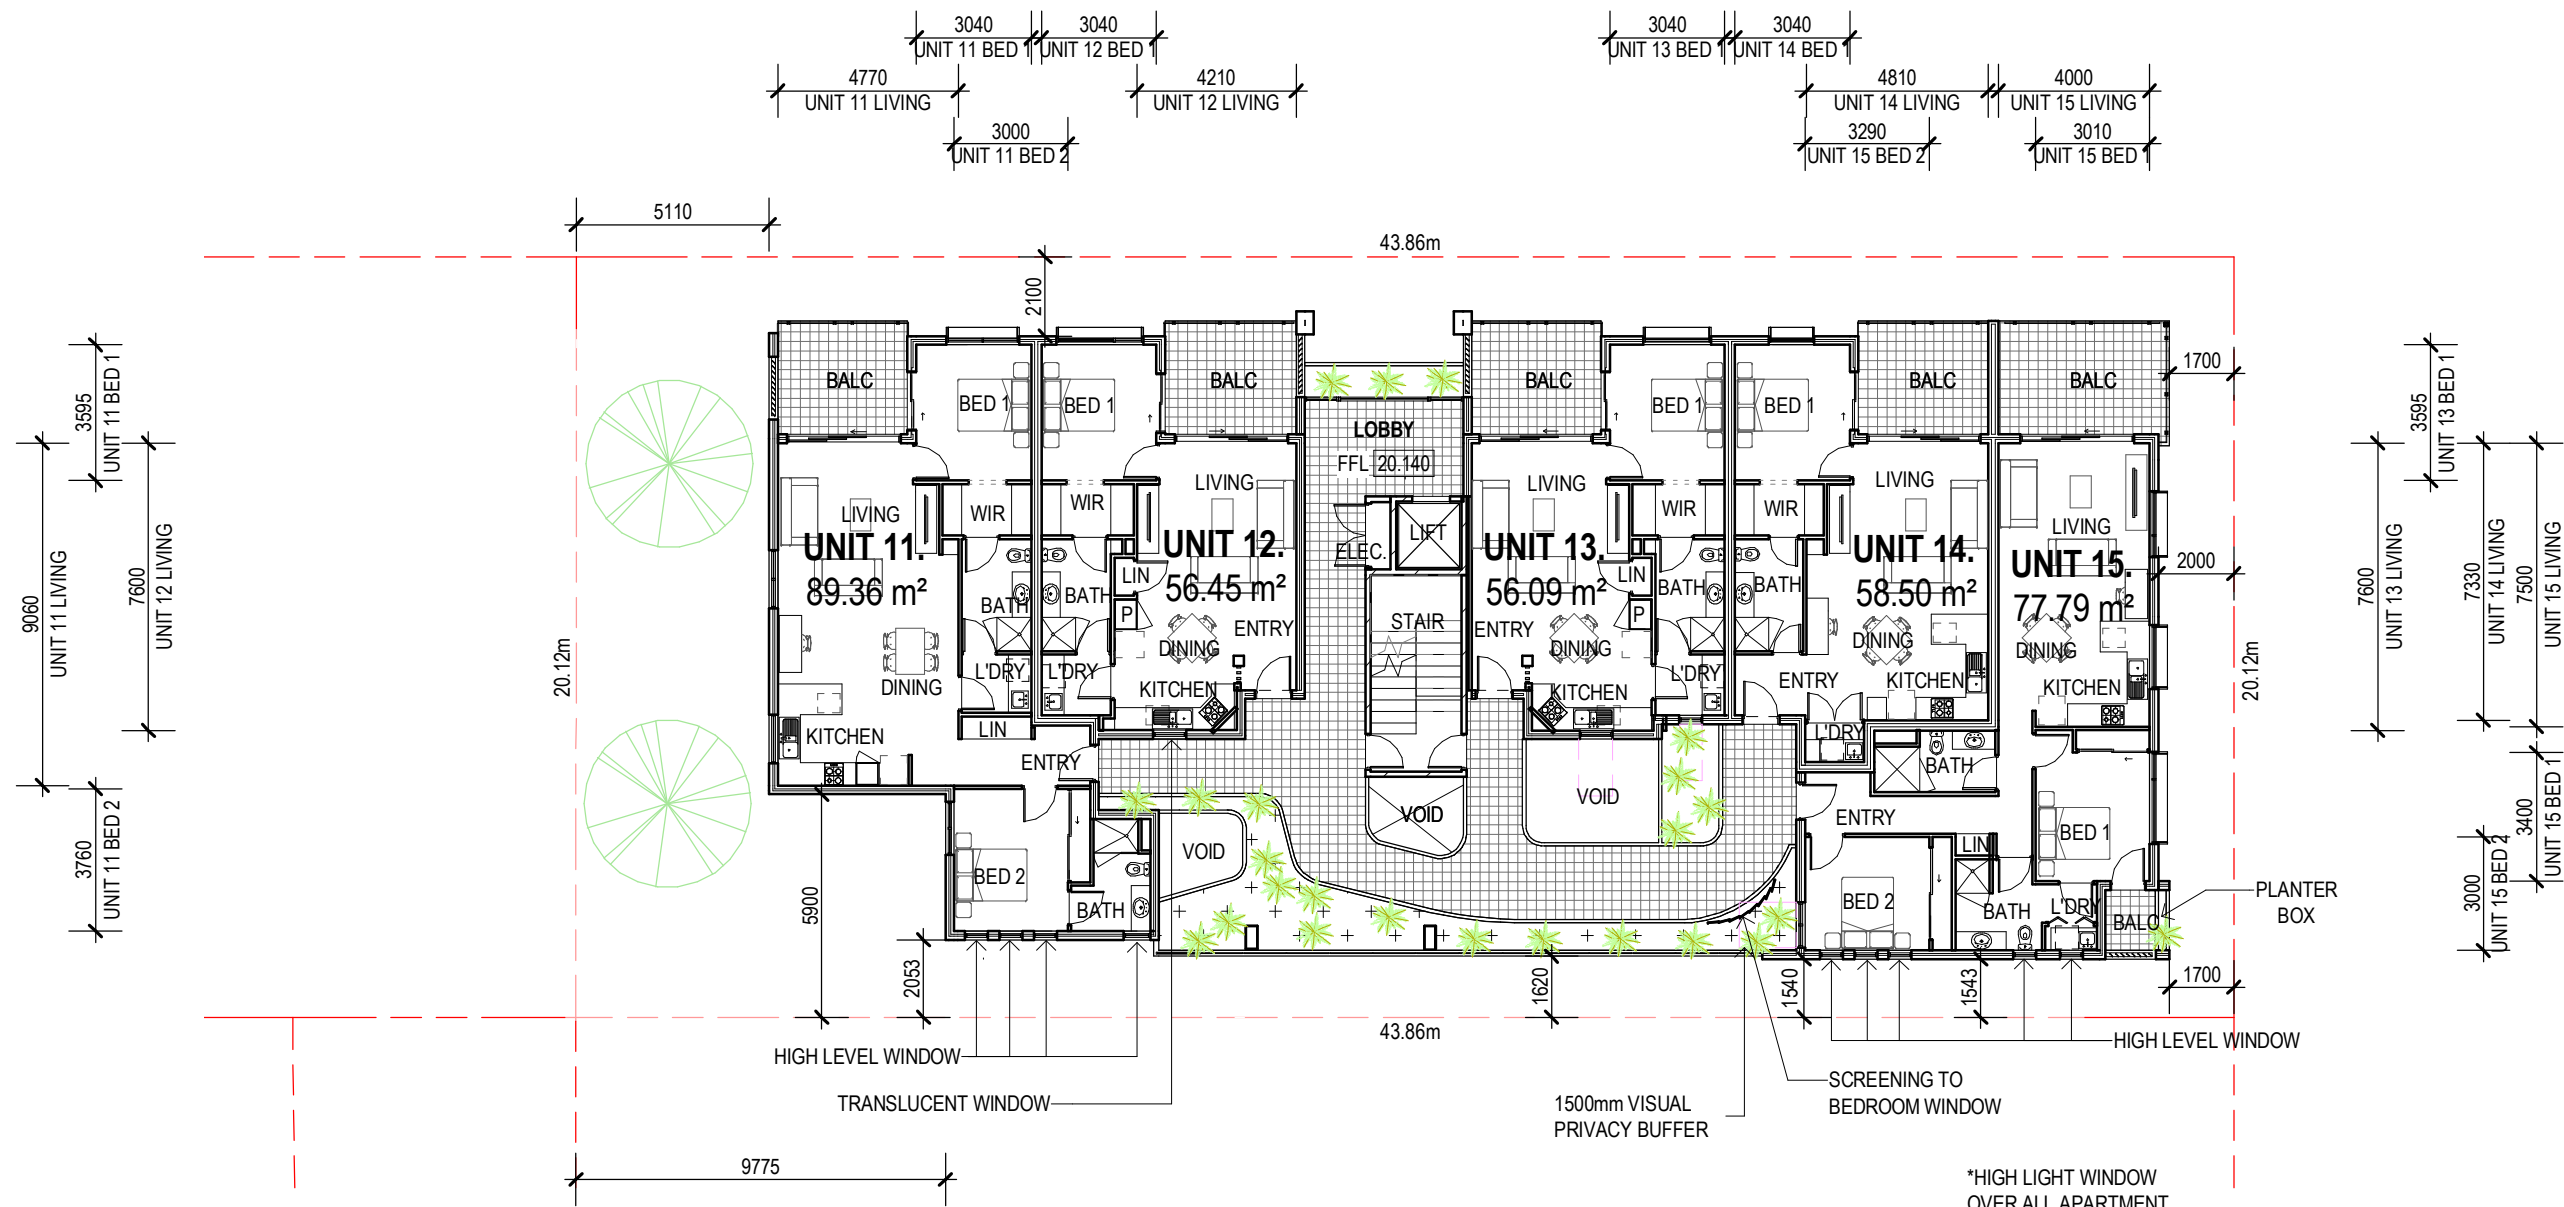 3040
UNIT 11 BED 1
3040
UNIT 12 BED 1
3040
UNIT 13 BED 1
3040
UNIT 14 BED 1
4770
UNIT 11 LIVING
4210
UNIT 12 LIVING
4810
UNIT 14 LIVING
4000
UNIT 15 LIVING
3000
UNIT 11 BED 2
3290
UNIT 15 BED 2
3010
UNIT 15 BED 1
5110
43.86m
2100
3595
UNIT 11 BED 1
9060
UNIT 11 LIVING
7600
UNIT 12 LIVING
3760
UNIT 11 BED 2
20.12m
BALC
BED 1
BED 1
BALC
LOBBY
FFL 20.140
BALC
BED 1
BED 1
BALC
BALC
1700
LIVING
WIR
WIR
LIVING
ELEC.
LIFT
LIVING
WIR
WIR
LIVING
LIVING
UNIT 11.
89.36 m²
UNIT 12.
56.45 m²
UNIT 13.
56.09 m²
UNIT 14.
58.50 m²
UNIT 15.
77.79 m²
2000
BATH
BATH
LIN
P
LIN
P
BATH
BATH
STAIR
DINING
L'DRY
L'DRY
DINING
ENTRY
ENTRY
DINING
L'DRY
DINING
DINING
KITCHEN
LIN
KITCHEN
KITCHEN
ENTRY
KITCHEN
KITCHEN
ENTRY
L'DRY
BATH
VOID
VOID
VOID
ENTRY
BED 2
BATH
BED 1
LIN
BED 2
BATH
L'DRY
BALC
20.12m
3595
UNIT 13 BED 1
7600
UNIT 13 LIVING
7330
UNIT 14 LIVING
7500
UNIT 15 LIVING
3400
UNIT 15 BED 1
3000
UNIT 15 BED 2
PLANTER
BOX
5900
2053
1620
1540
1543
1700
43.86m
HIGH LEVEL WINDOW
HIGH LEVEL WINDOW
TRANSLUCENT WINDOW
1500mm VISUAL
PRIVACY BUFFER
SCREENING TO
BEDROOM WINDOW
9775
*HIGH LIGHT WINDOW
OVER ALL APARTMENT